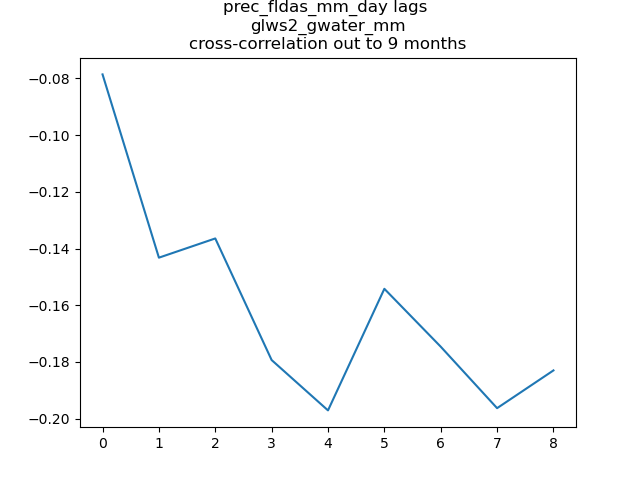 prec_fldas_mm_day lags
glws2_gwater_mm
cross-correlation out to 9 months
−0.08
−0.10
−0.12
−0.14
−0.16
−0.18
−0.20
0 1 2 3 4 5 6 7 8